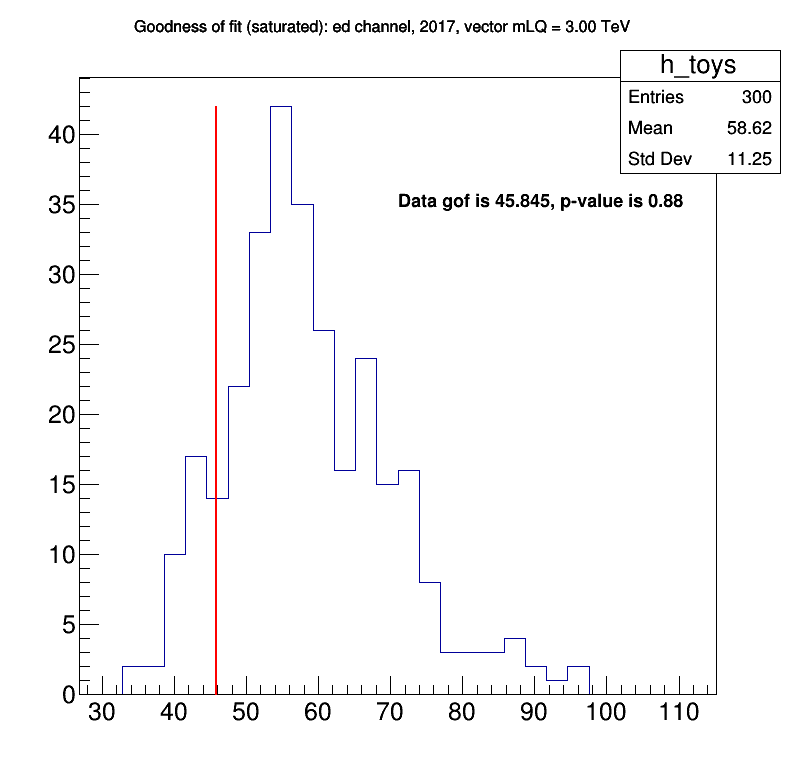 Goodness of fit (saturated): ed channel, 2017, vector mLQ = 3.00 TeV
h_toys
Entries 300
Mean 58.62
Std Dev 11.25
Data gof is 45.845, p-value is 0.88
40
35
30
25
20
15
10
5
0
30 40 50 60 70 80 90 100 110